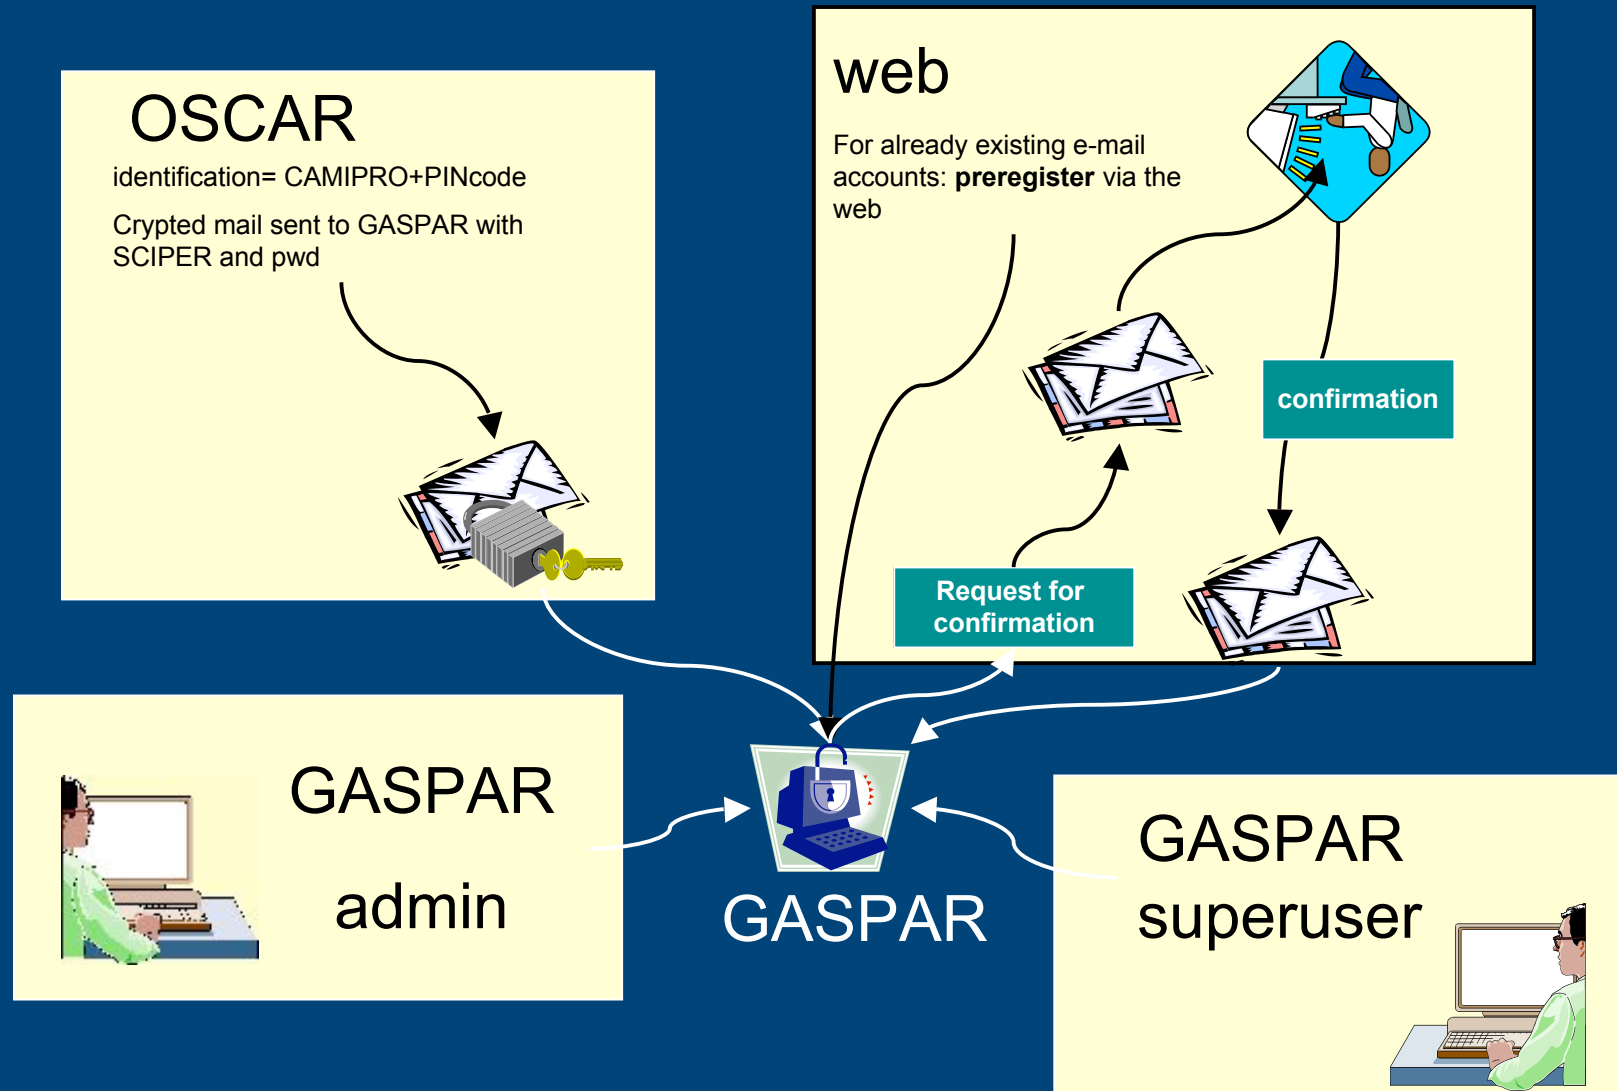 OSCAR
identification= CAMIPRO+PINcode
Crypted mail sent to GASPAR with
SCIPER and pwd
web
For already existing e-mail
accounts: preregister via the
web
confirmation
Request for
confirmation
GASPAR
admin
GASPAR
GASPAR
superuser